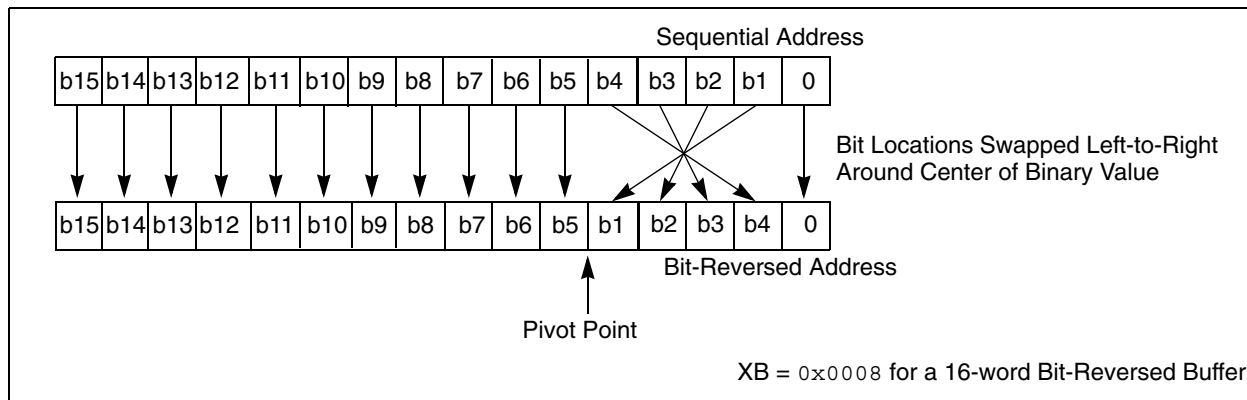 Sequential Address
b15 b14 b13 b12 b11 b10 b9 b8 b7 b6 b5 b4 b3 b2 b1 0
Bit Locations Swapped Left-to-Right
Around Center of Binary Value
b15 b14 b13 b12 b11 b10 b9 b8 b7 b6 b5 b1 b2 b3 b4 0
Bit-Reversed Address
Pivot Point
XB = 0x0008 for a 16-word Bit-Reversed Buffer